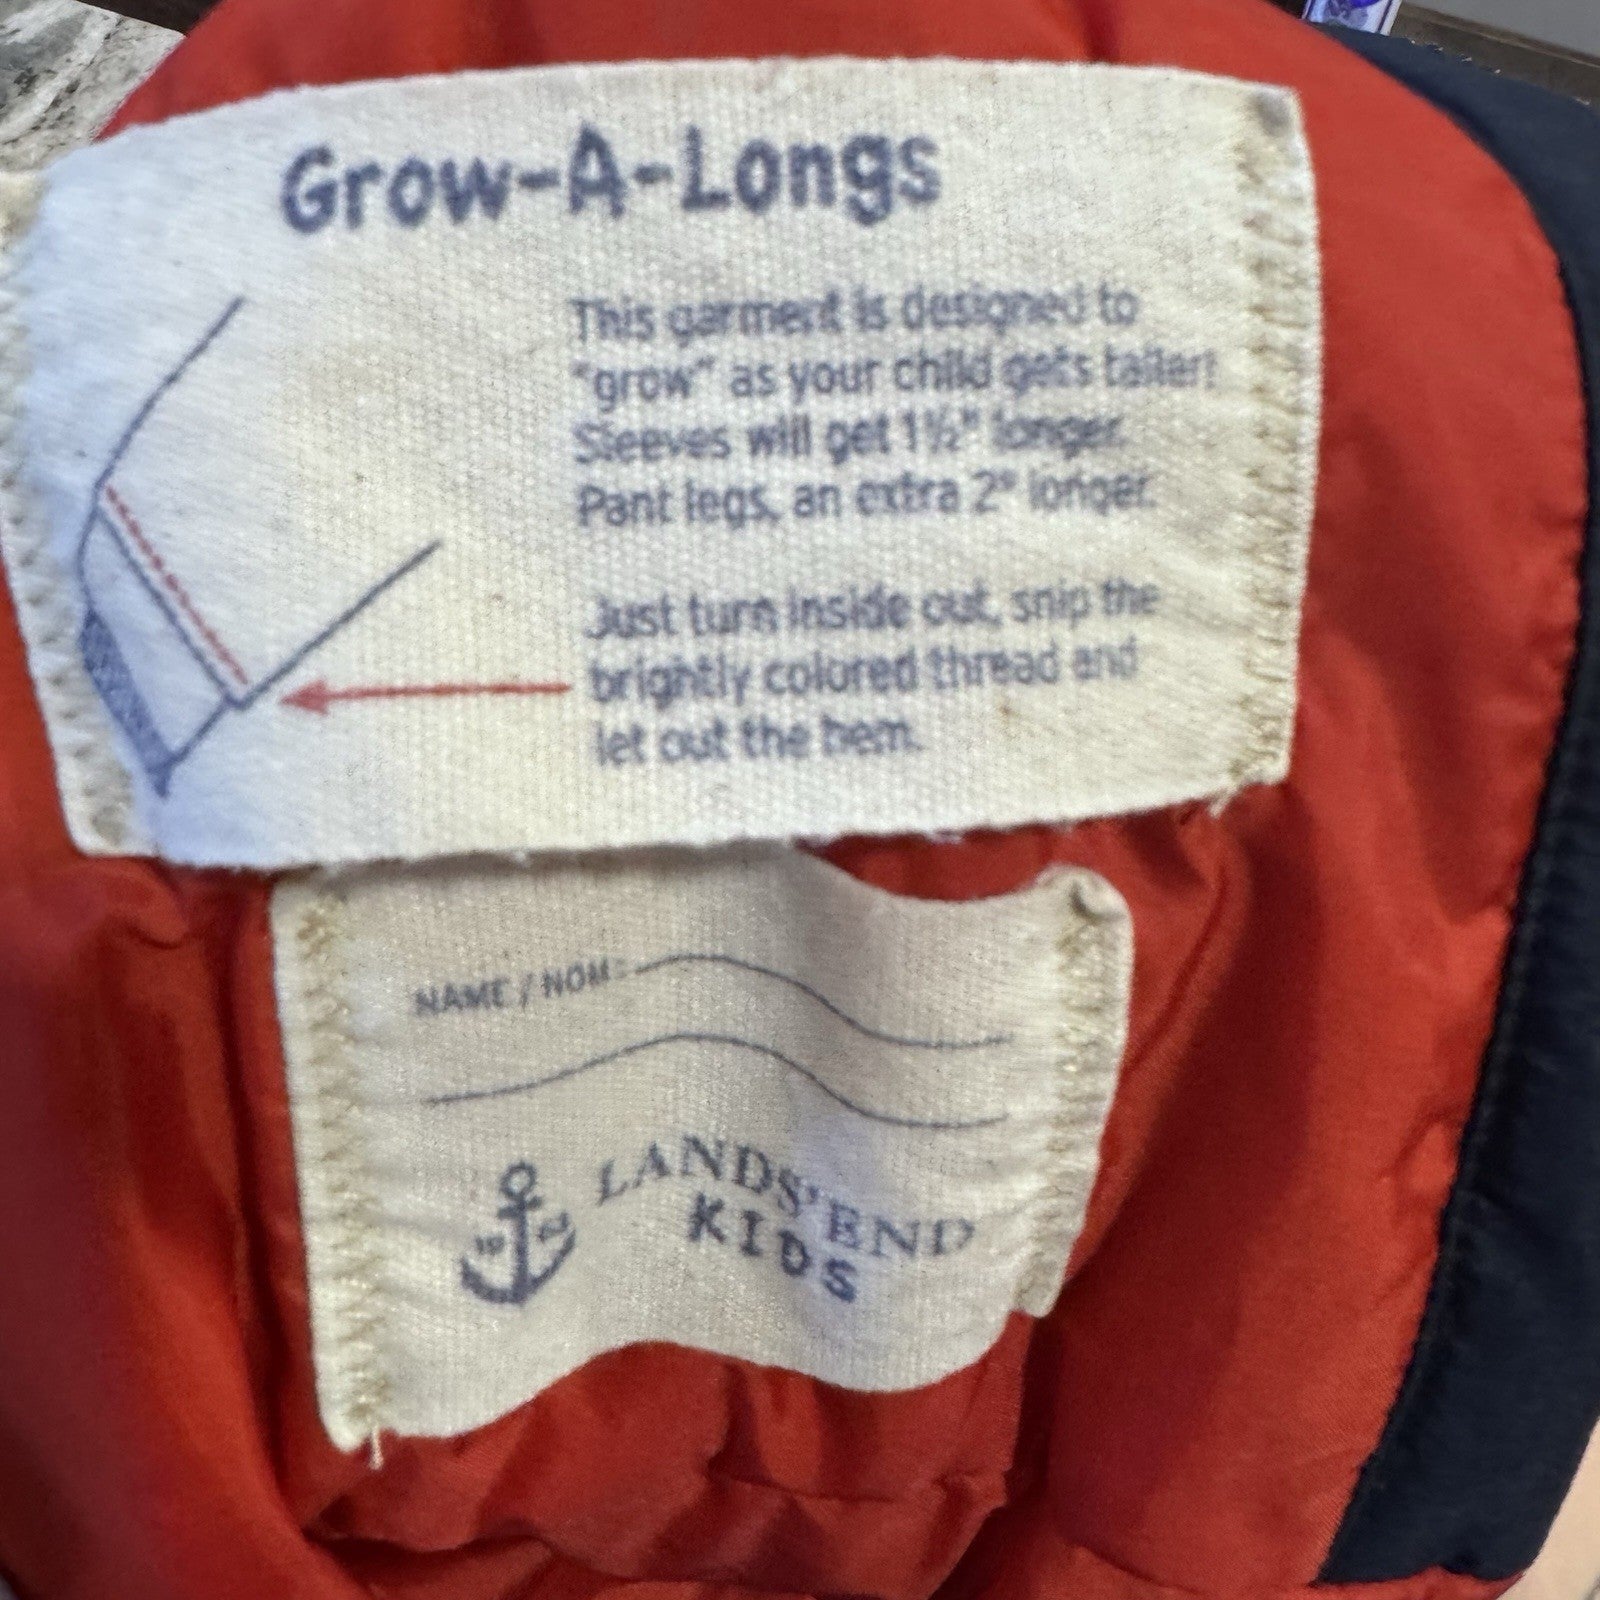 Grow-A-Longs
This garment is designed to
"grow" as your child gets taller!
Sleeves will get 1½" longer.
Pant legs, an extra 2" longer.
Just turn inside out, snip the
brightly colored thread and
let out the hem.
NAME / NOM:
LANDS' END
KIDS
19